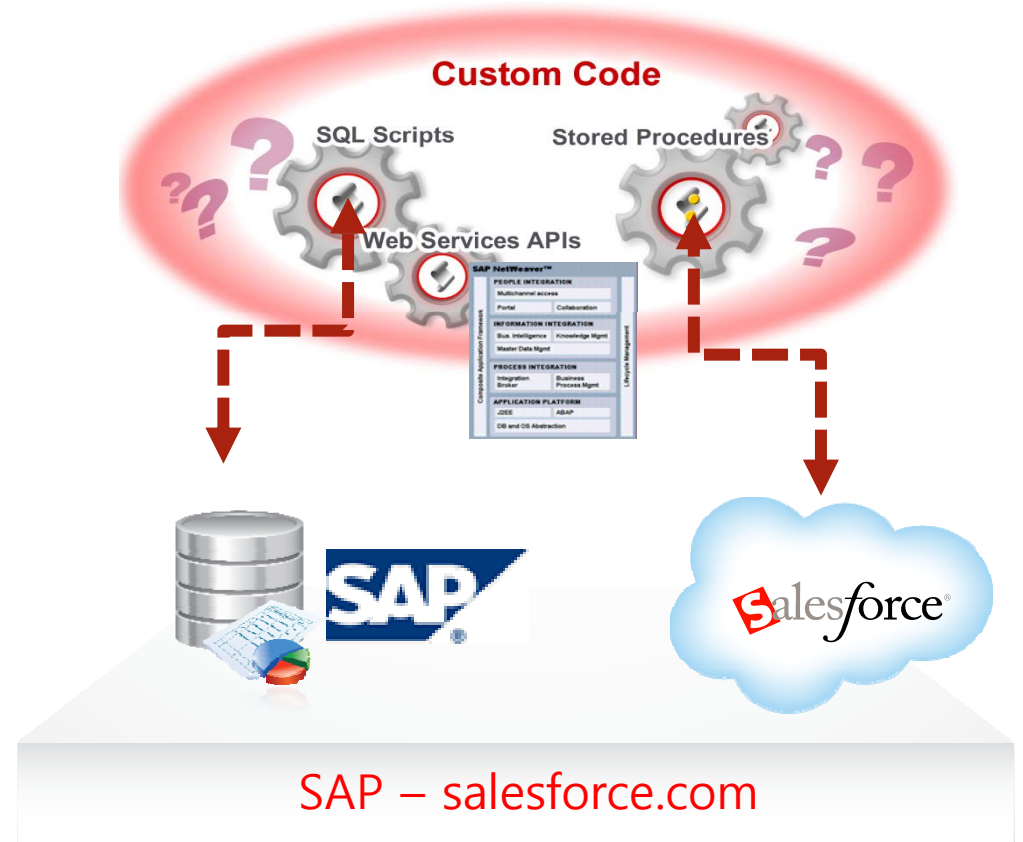 Custom Code
SQL Scripts
Stored Procedures
Web Services APIs
SAP NetWeaver™
Composite Application Framework
PEOPLE INTEGRATION
Multichannel access
Portal
Collaboration
INFORMATION INTEGRATION
Bus. Intelligence
Knowledge Mgmt
Master Data Mgmt
PROCESS INTEGRATION
Integration
Broker
Business
Process Mgmt
APPLICATION PLATFORM
J2EE
ABAP
DB and OS Abstraction
Lifecycle Management
? ? ? ? ? ?
SAP ®
salesforce®
SAP – salesforce.com